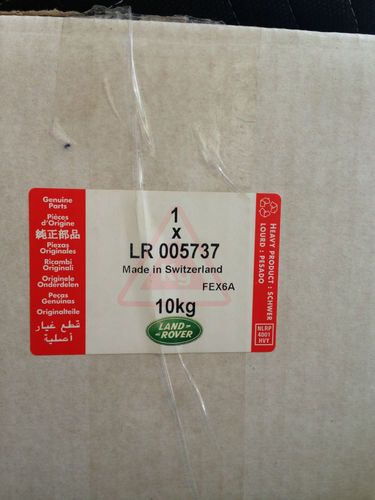 Genuine
Parts
Pièces
d'Origine
純正部品
Piezas
Originales
Ricambi
Originali
Originele
Onderdelen
Peças
Genuinas
Originalteile
قطع غيار
أصلية
1
x
LR 005737
Made in Switzerland
FEX6A
10kg
LAND-
ROVER
HEAVY PRODUCT : SCHWER
LOURD : PESADO
NLRP
4001
HVY